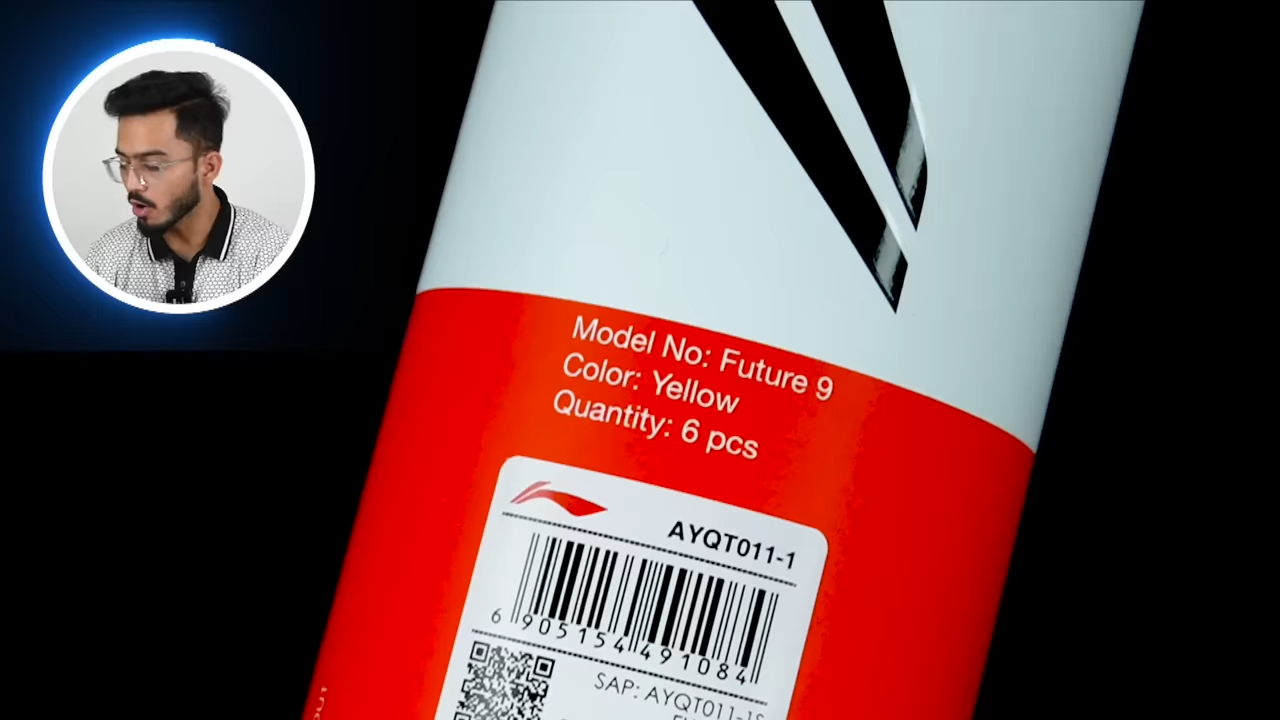 Model No: Future 9
Color: Yellow
Quantity: 6 pcs
AYQT011-1
6 905154 491084
SAP: AYQT011-1S